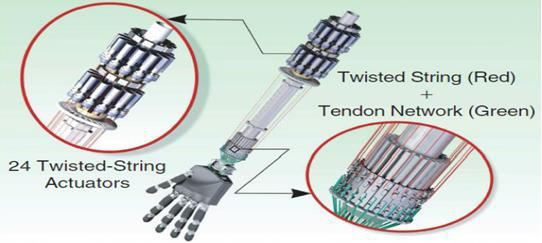 Twisted String (Red)
+
Tendon Network (Green)
24 Twisted-String
Actuators